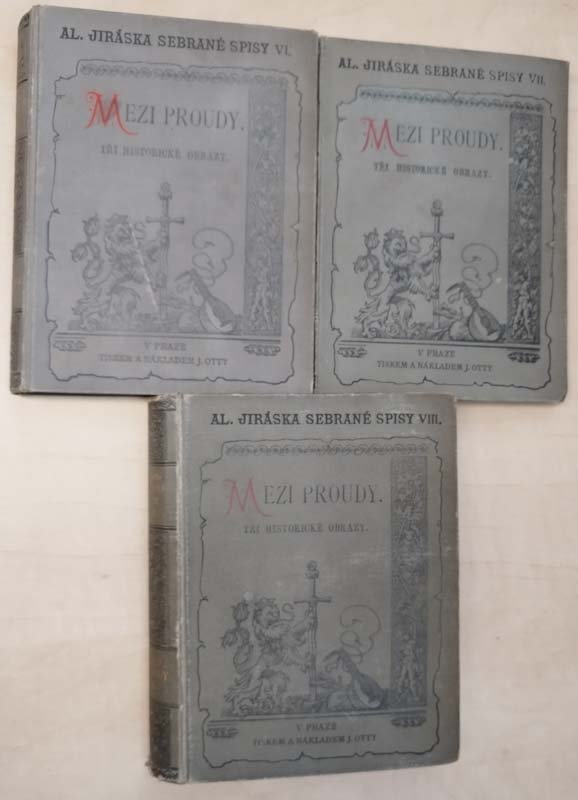 AL. JIRÁSKA SEBRANÉ SPISY VI.
MEZI PROUDY.
TŘI HISTORICKÉ OBRAZY.
V PRAZE
TISKEM A NÁKLADEM J. OTTY
AL. JIRÁSKA SEBRANÉ SPISY VII.
MEZI PROUDY.
TŘI HISTORICKÉ OBRAZY.
V PRAZE
TISKEM A NÁKLADEM J. OTTY
AL. JIRÁSKA SEBRANÉ SPISY VIII.
MEZI PROUDY.
TŘI HISTORICKÉ OBRAZY.
V PRAZE
TISKEM A NÁKLADEM J. OTTY